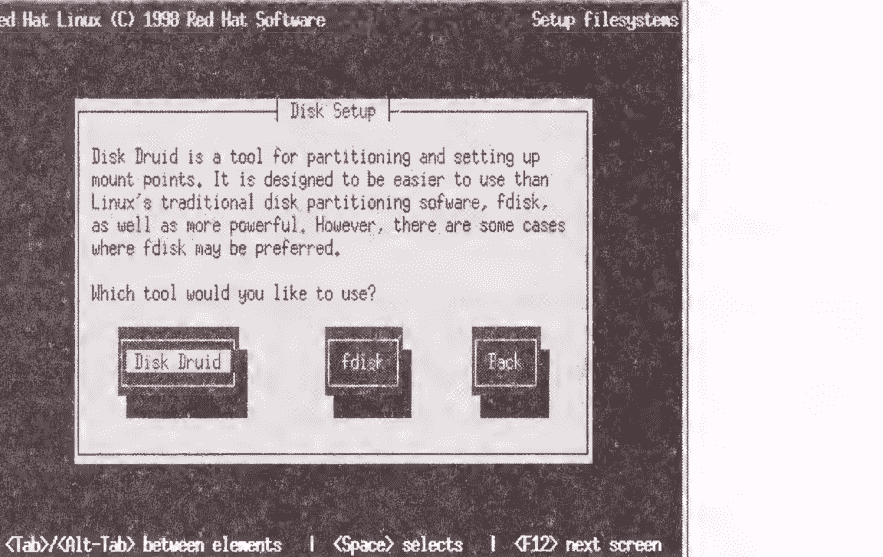 ed Hat Linux (C) 1998 Red Hat Software Setup filesystems
Disk Setup
Disk Druid is a tool for partitioning and setting up
mount points. It is designed to be easier to use than
Linux's traditional disk partitioning sofware, fdisk,
as well as more powerful. However, there are some cases
where fdisk may be preferred.
Which tool would you like to use?
Disk Druid fdisk Back
<Tab>/<Alt-Tab> between elements | <Space> selects | <F12> next screen